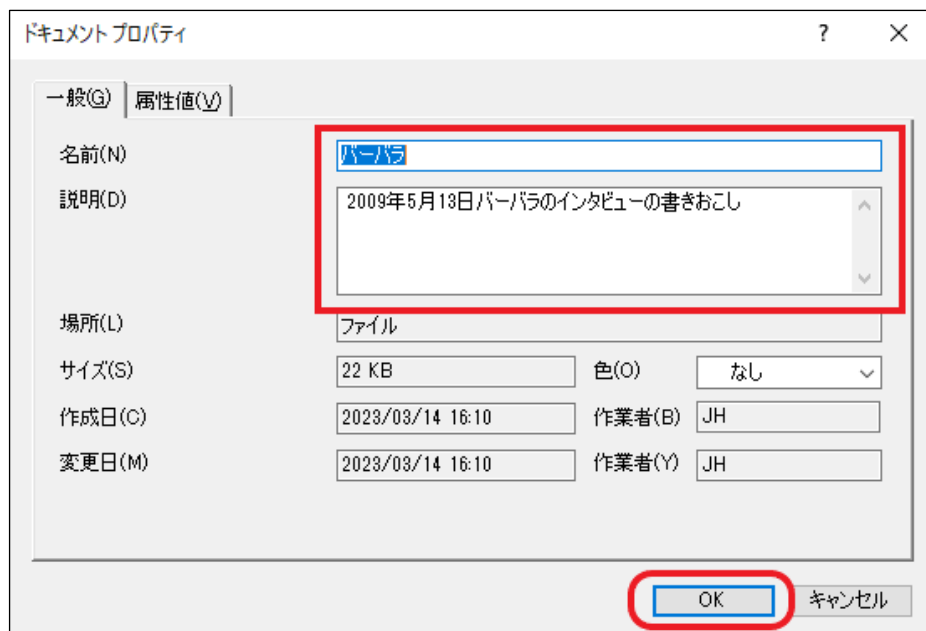 ドキュメント プロパティ ?
一般(G) 属性値(V)
名前(N) バーバラ
説明(D) 2009年5月13日バーバラのインタビューの書きおこし
場所(L) ファイル
サイズ(S) 22 KB 色(O) なし
作成日(C) 2023/03/14 16:10 作業者(B) JH
変更日(M) 2023/03/14 16:10 作業者(Y) JH
OK キャンセル